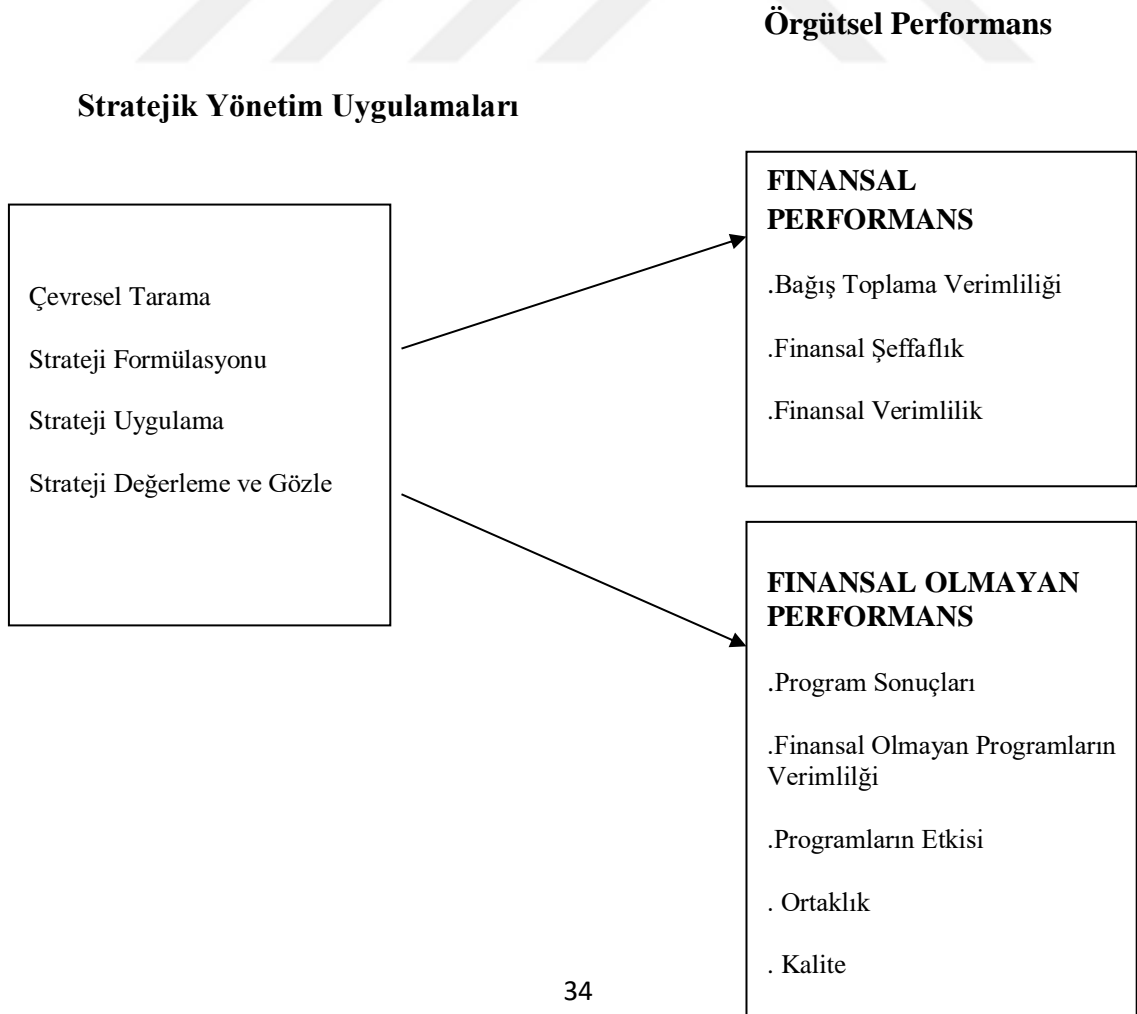 Örgütsel Performans
Stratejik Yönetim Uygulamaları
Çevresel Tarama
Strateji Formülasyonu
Strateji Uygulama
Strateji Değerleme ve Gözle
FINANSAL
PERFORMANS
.Bağış Toplama Verimliliği
.Finansal Şeffaflık
.Finansal Verimlilik
FINANSAL OLMAYAN
PERFORMANS
.Program Sonuçları
.Finansal Olmayan Programların
Verimlilği
.Programların Etkisi
. Ortaklık
. Kalite
34